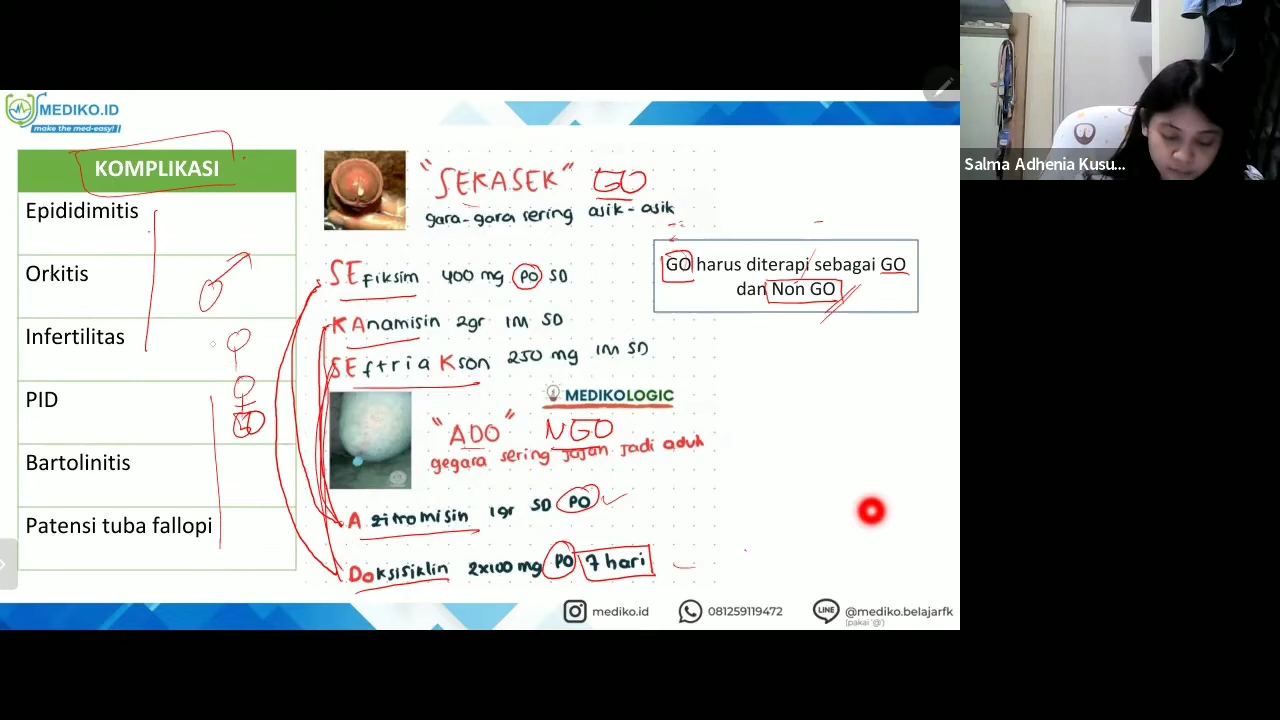 MEDIKO.ID
make the med-easy!
KOMPLIKASI
Epididimitis
Orkitis
Infertilitas
PID
Bartolinitis
Patensi tuba fallopi
"SEKASEK" GO
gara-gara sering asik-asik
SEfiksim 400 mg PO SD
KAnamisin 2gr IM SD
SEftriaKson 250 mg IM SD
MEDIKOLOGIC
"ADO" NGO
gegara sering jajan jadi aduh
Azitromisin 1gr SD PO
DOksisiklin 2x100 mg PO 7 hari
GO harus diterapi sebagai GO
dan Non GO
mediko.id
081259119472
@mediko.belajarfk
(pakai '@')
Salma Adhenia Kusu...